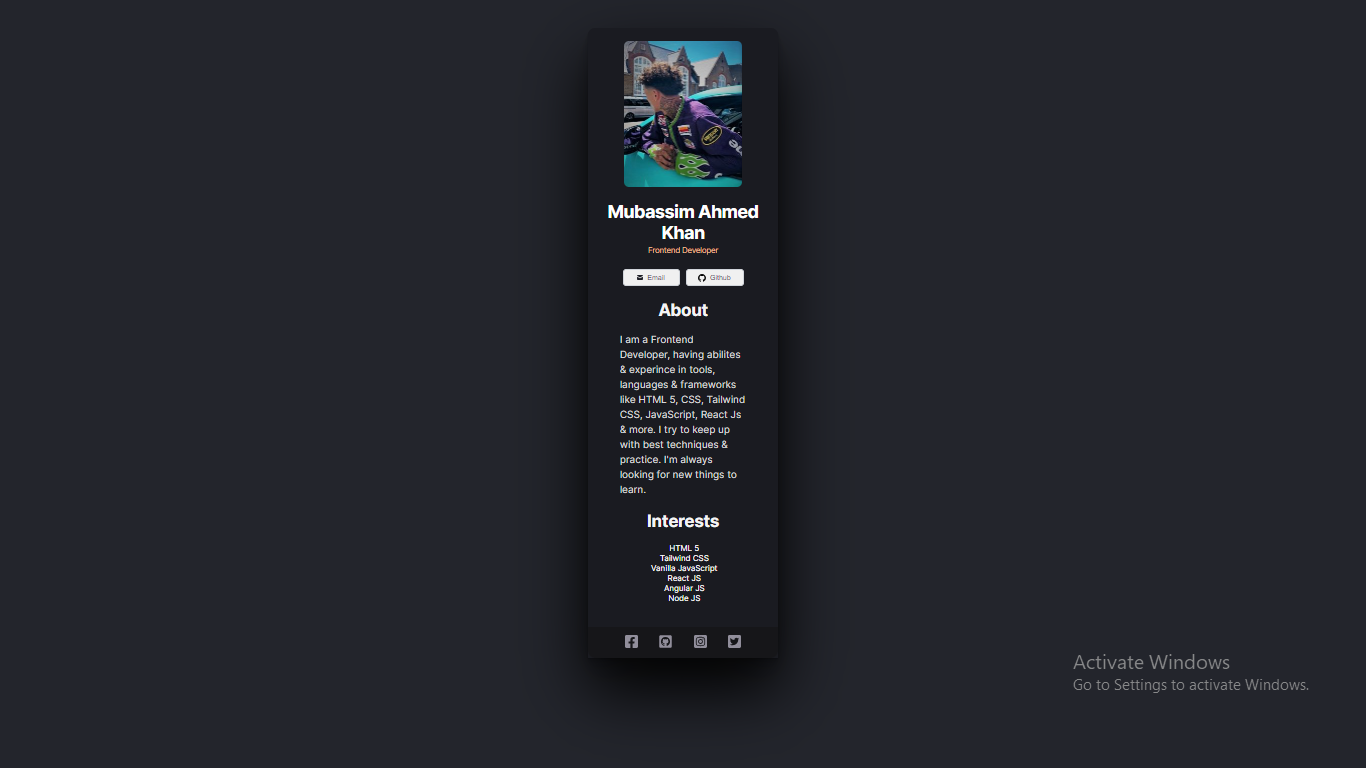 Mubassim Ahmed
Khan
Frontend Developer
Email Github
About
I am a Frontend
Developer, having abilites
& experince in tools,
languages & frameworks
like HTML 5, CSS, Tailwind
CSS, JavaScript, React Js
& more. I try to keep up
with best techniques &
practice. I'm always
looking for new things to
learn.
Interests
HTML 5
Tailwind CSS
Vanilla JavaScript
React JS
Angular JS
Node JS
Activate Windows
Go to Settings to activate Windows.